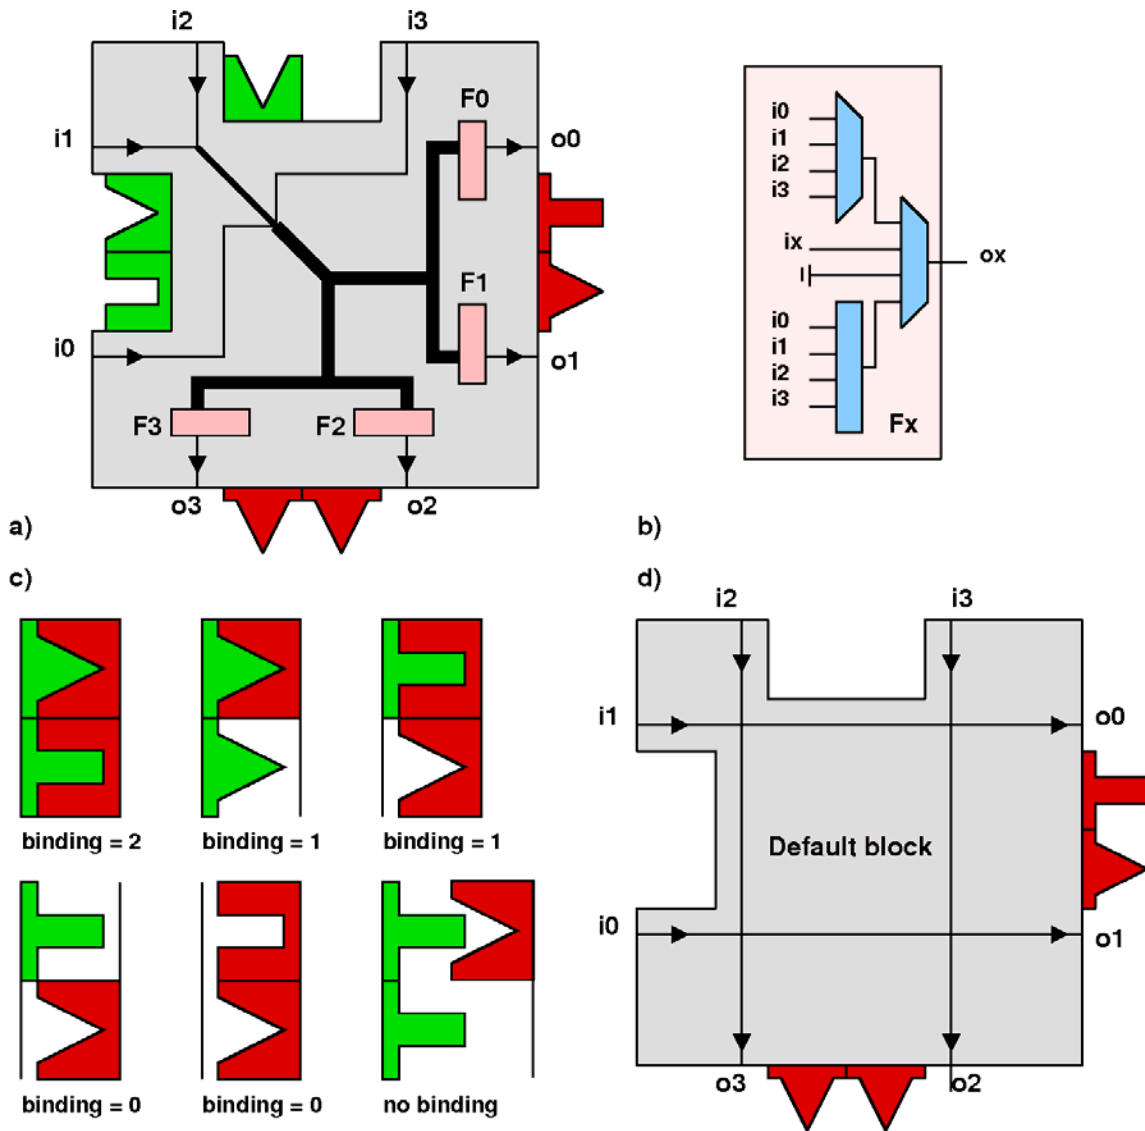 i2 i3
F0
i1 o0
F1
i0 o1
F3 F2
o3 o2
a)
i0
i1
i2
i3
ix
ox
i0
i1
i2
i3
Fx
b)
c)
binding = 2 binding = 1 binding = 1
binding = 0 binding = 0 no binding
d)
i2 i3
i1 o0
Default block
i0 o1
o3 o2